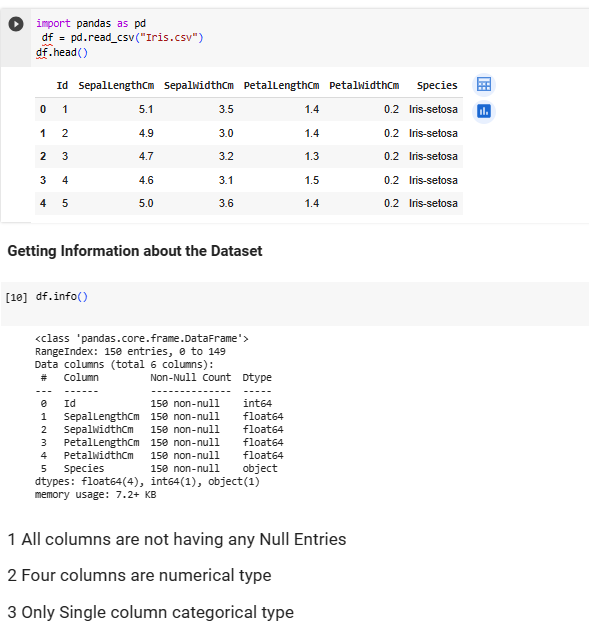 import pandas as pd
df = pd.read_csv("Iris.csv")
df.head()
Id SepalLengthCm SepalWidthCm PetalLengthCm PetalWidthCm Species
0 1 5.1 3.5 1.4 0.2 Iris-setosa
1 2 4.9 3.0 1.4 0.2 Iris-setosa
2 3 4.7 3.2 1.3 0.2 Iris-setosa
3 4 4.6 3.1 1.5 0.2 Iris-setosa
4 5 5.0 3.6 1.4 0.2 Iris-setosa
Getting Information about the Dataset
[10] df.info()
<class 'pandas.core.frame.DataFrame'>
RangeIndex: 150 entries, 0 to 149
Data columns (total 6 columns):
# Column Non-Null Count Dtype
--- ------ -------------- -----
0 Id 150 non-null int64
1 SepalLengthCm 150 non-null float64
2 SepalWidthCm 150 non-null float64
3 PetalLengthCm 150 non-null float64
4 PetalWidthCm 150 non-null float64
5 Species 150 non-null object
dtypes: float64(4), int64(1), object(1)
memory usage: 7.2+ KB
1 All columns are not having any Null Entries
2 Four columns are numerical type
3 Only Single column categorical type